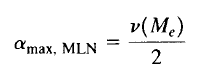 α_max, MLN = ν(M_e) / 2